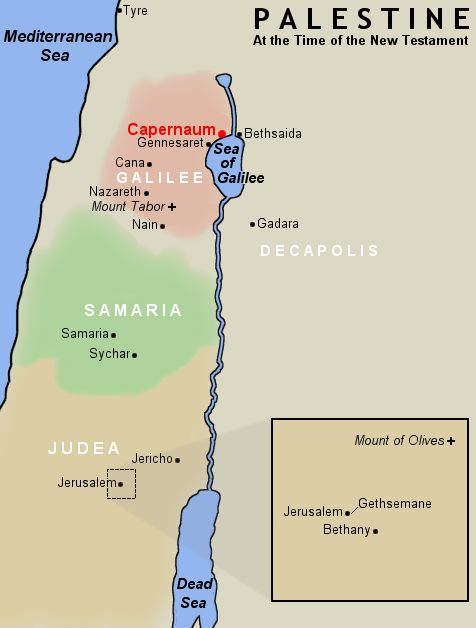 PALESTINE
At the Time of the New Testament
Tyre
Mediterranean
Sea
Capernaum
Bethsaida
Gennesaret
Sea
of
Galilee
Cana
GALILEE
Nazareth
Mount Tabor
Nain
Gadara
DECAPOLIS
SAMARIA
Samaria
Sychar
JUDEA
Jericho
Jerusalem
Mount of Olives
Gethsemane
Jerusalem
Bethany
Dead
Sea